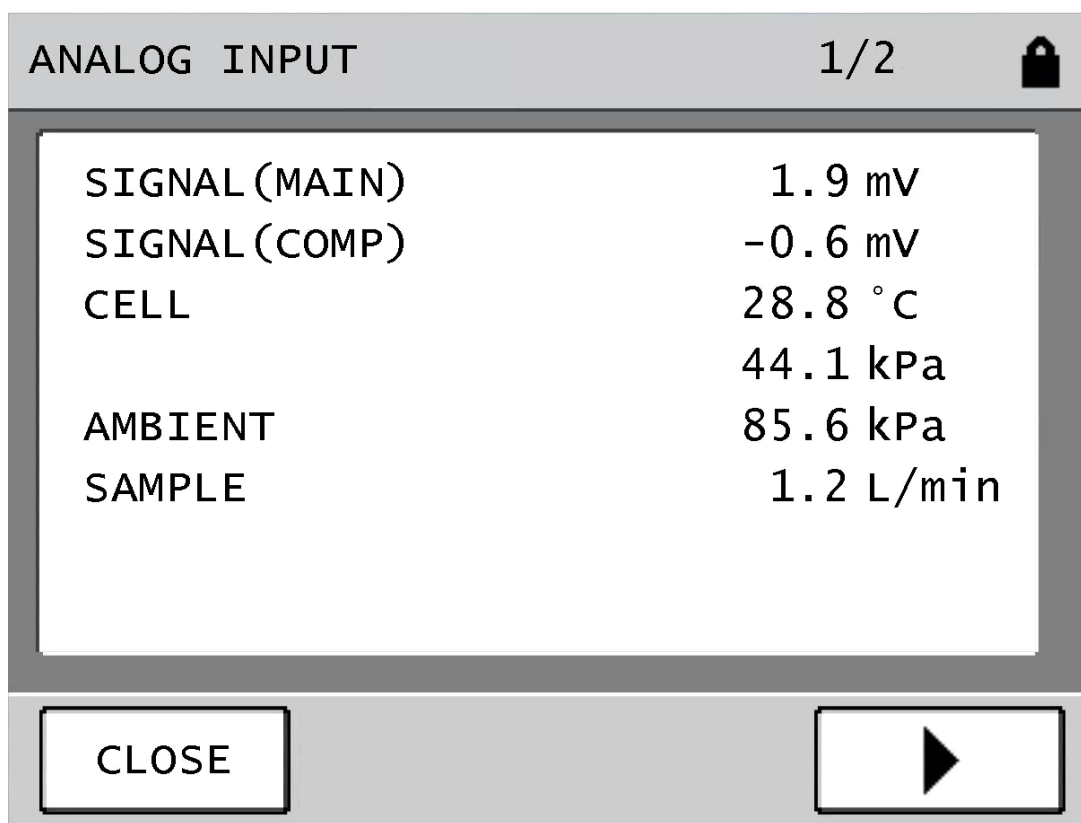 ANALOG INPUT 1/2
SIGNAL(MAIN) 1.9 mV
SIGNAL(COMP) -0.6 mV
CELL 28.8 °C
44.1 kPa
AMBIENT 85.6 kPa
SAMPLE 1.2 L/min
CLOSE